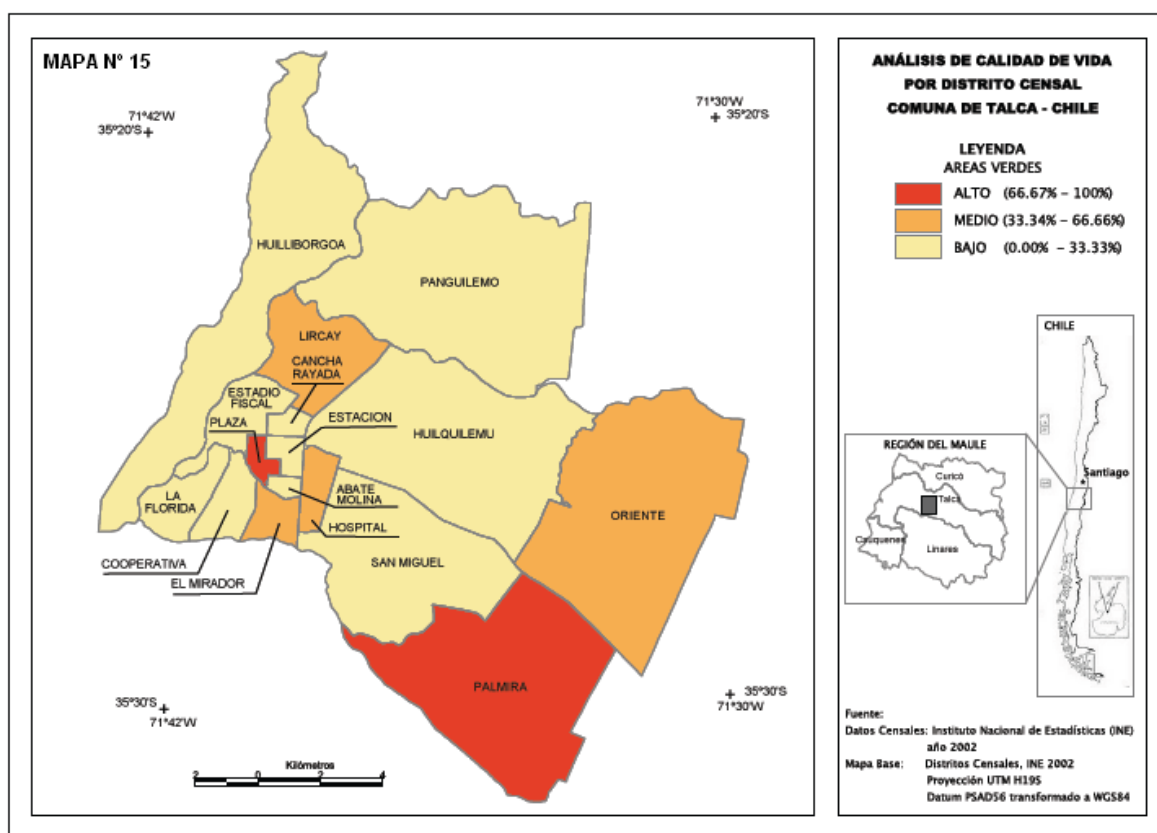 MAPA N° 15
71°42'W
35°20'S
71°30'W
35°20'S
HUILLIBORGOA
PANGUILEMO
LIRCAY
CANCHA
RAYADA
ESTADIO
FISCAL
PLAZA
ESTACION
HUILQUILEMU
LA
FLORIDA
ABATE
MOLINA
HOSPITAL
ORIENTE
COOPERATIVA
EL MIRADOR
SAN MIGUEL
PALMIRA
35°30'S
71°42'W
35°30'S
71°30'W
Kilómetros
2 0 2 4
ANÁLISIS DE CALIDAD DE VIDA
POR DISTRITO CENSAL
COMUNA DE TALCA - CHILE
LEYENDA
AREAS VERDES
ALTO (66.67% - 100%)
MEDIO (33.34% - 66.66%)
BAJO (0.00% - 33.33%)
CHILE
Santiago
REGIÓN DEL MAULE
Curicó
Talca
Cauquenes
Linares
Fuente:
Datos Censales: Instituto Nacional de Estadísticas (INE)
año 2002
Mapa Base: Distritos Censales, INE 2002
Proyección UTM H19S
Datum PSAD56 transformado a WGS84